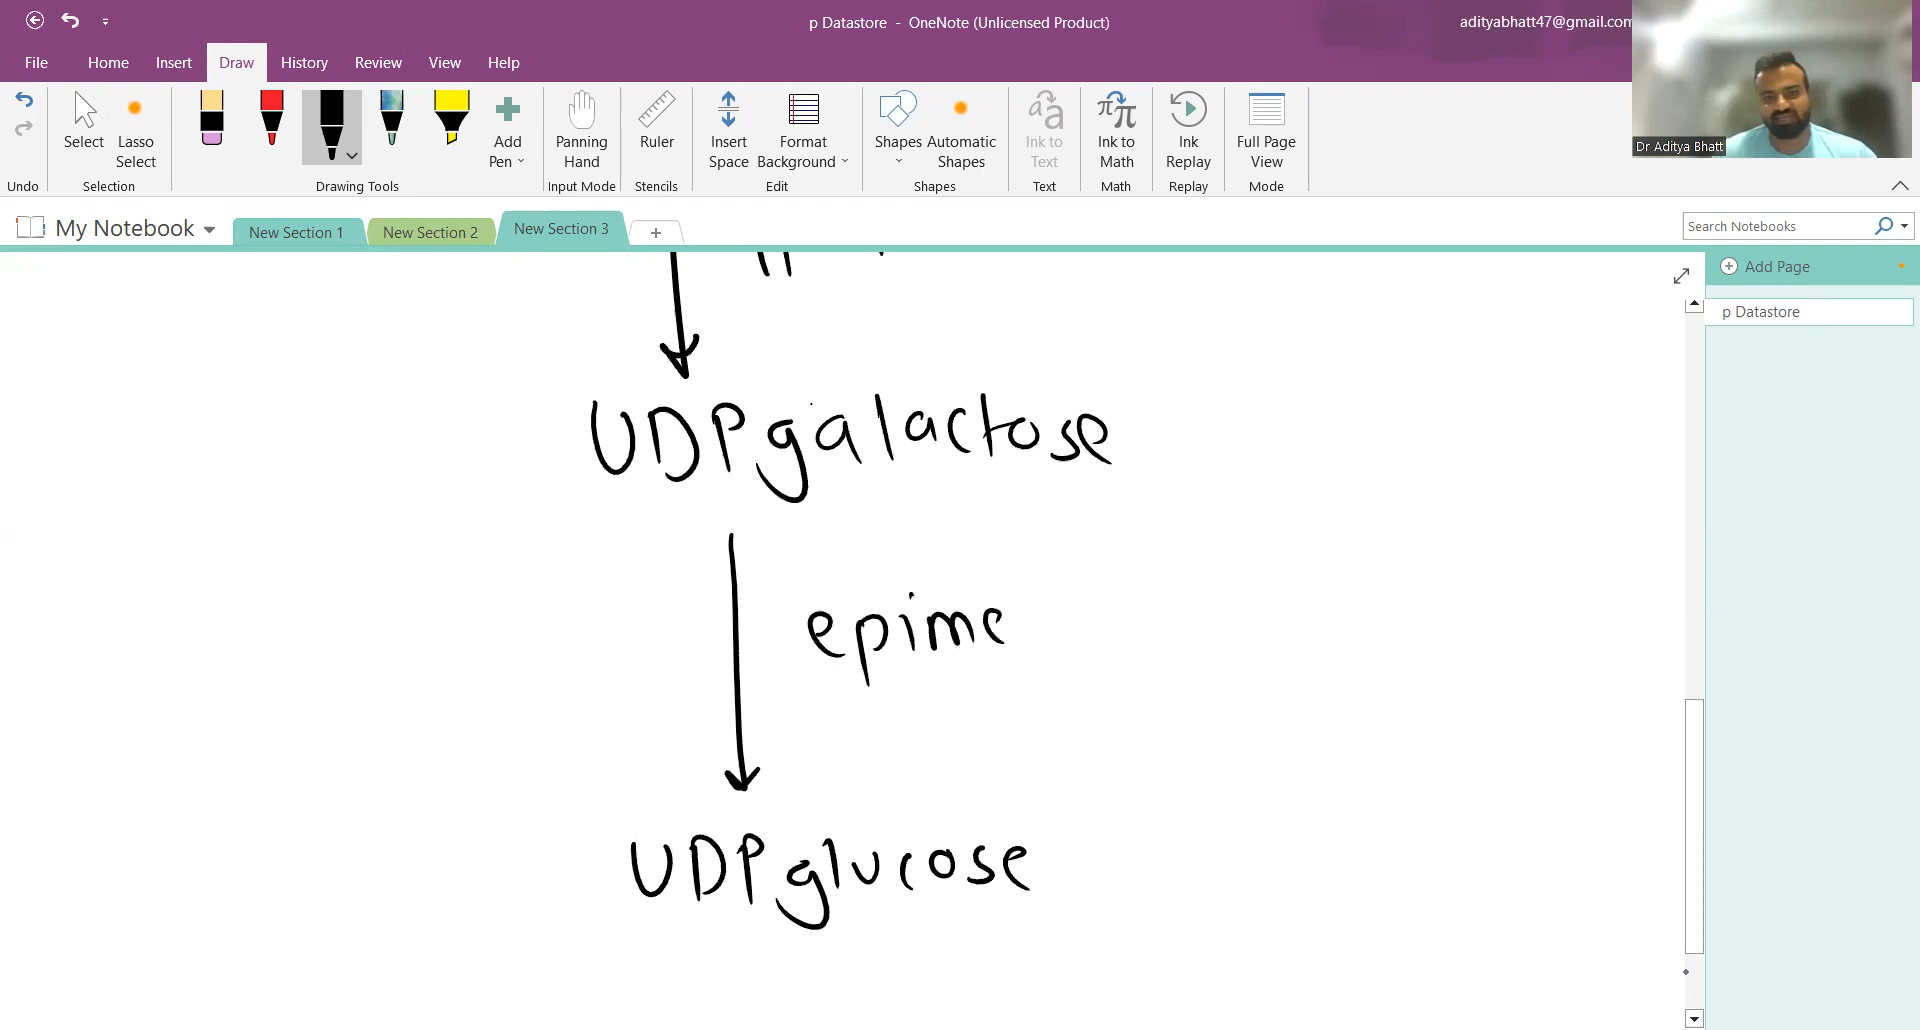 p Datastore - OneNote (Unlicensed Product)
adityabhatt47@gmail.com
File Home Insert Draw History Review View Help
Select
Lasso Select
Add Pen
Panning Hand
Ruler
Insert Space
Format Background
Shapes
Automatic Shapes
Ink to Text
Ink to Math
Ink Replay
Full Page View
Undo Selection Drawing Tools Input Mode Stencils Edit Shapes Text Math Replay Mode
Dr Aditya Bhatt
My Notebook New Section 1 New Section 2 New Section 3
Search Notebooks
Add Page
p Datastore
UDPgalactose
epime
UDPglucose